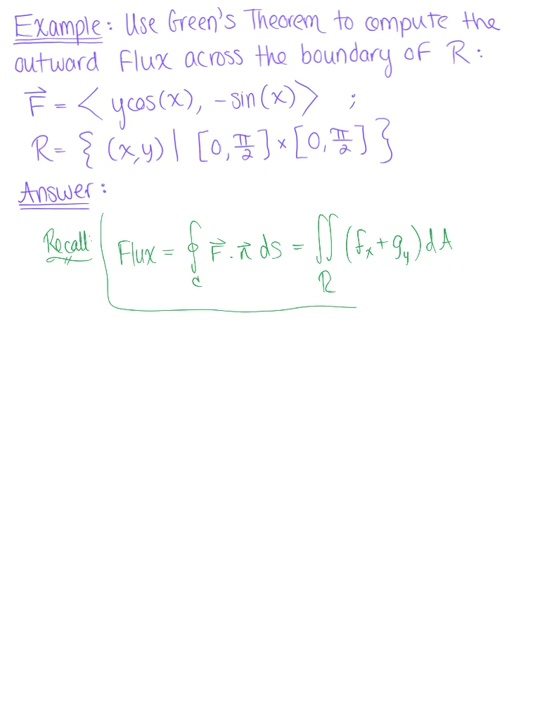 Example: Use Green's Theorem to compute the
outward Flux across the boundary of R:
F⃗ = < ycos(x), -sin(x) > ;
R = { (x,y) | [0, π/2] × [0, π/2] }
Answer:
Recall: Flux = ∮_C F⃗ · n⃗ ds = ∬_R (f_x + g_y) dA